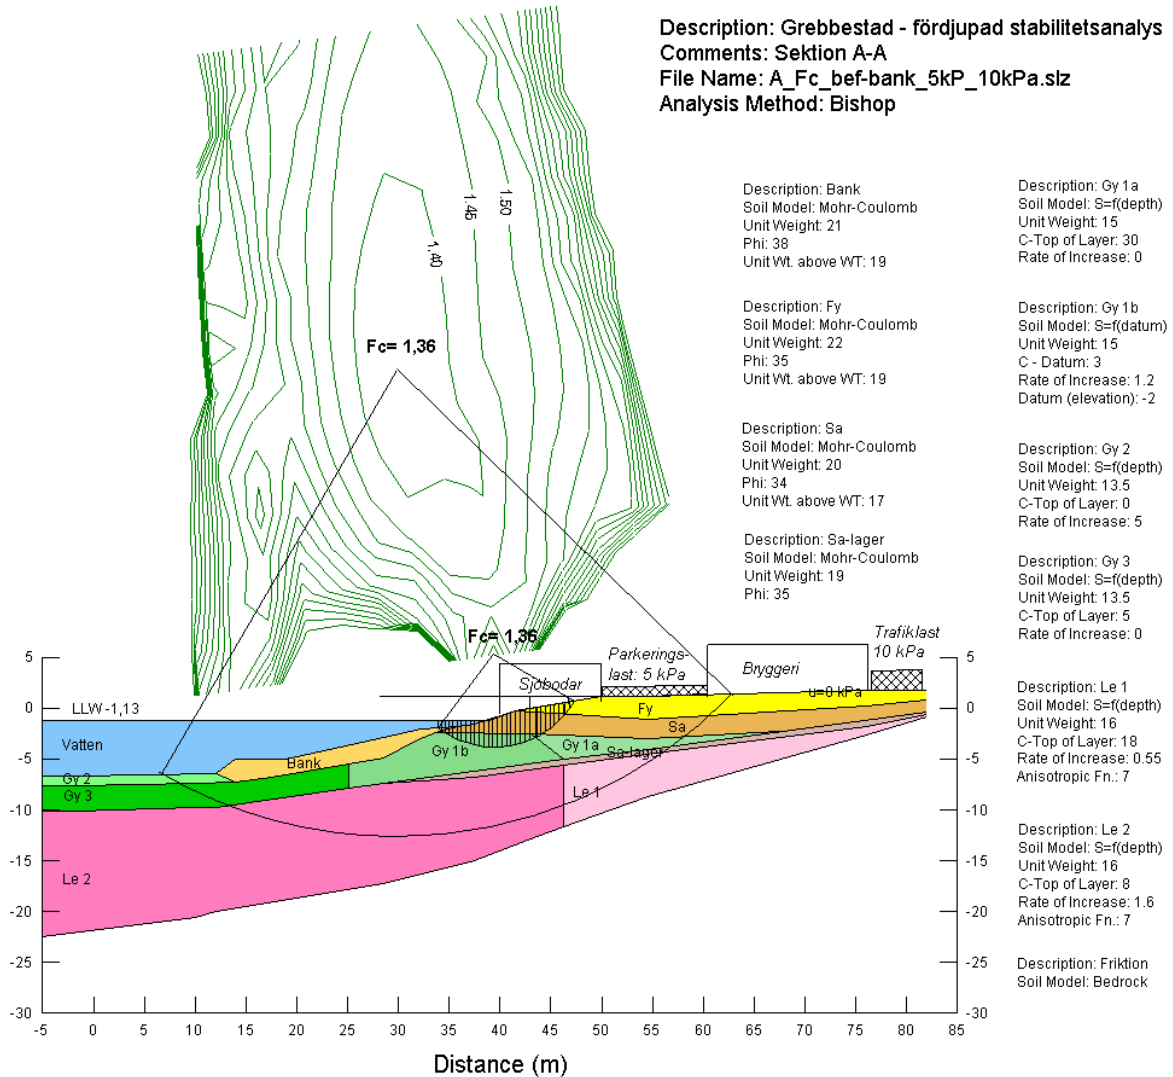 Description: Grebbestad - fördjupad stabilitetsanalys
Comments: Sektion A-A
File Name: A_Fc_bef-bank_5kP_10kPa.slz
Analysis Method: Bishop
Description: Bank
Soil Model: Mohr-Coulomb
Unit Weight: 21
Phi: 38
Unit Wt. above WT: 19
Description: Fy
Soil Model: Mohr-Coulomb
Unit Weight: 22
Phi: 35
Unit Wt. above WT: 19
Description: Sa
Soil Model: Mohr-Coulomb
Unit Weight: 20
Phi: 34
Unit Wt. above WT: 17
Description: Sa-lager
Soil Model: Mohr-Coulomb
Unit Weight: 19
Phi: 35
Description: Gy 1a
Soil Model: S=f(depth)
Unit Weight: 15
C-Top of Layer: 30
Rate of Increase: 0
Description: Gy 1b
Soil Model: S=f(datum)
Unit Weight: 15
C - Datum: 3
Rate of Increase: 1.2
Datum (elevation): -2
Description: Gy 2
Soil Model: S=f(depth)
Unit Weight: 13.5
C-Top of Layer: 0
Rate of Increase: 5
Description: Gy 3
Soil Model: S=f(depth)
Unit Weight: 13.5
C-Top of Layer: 5
Rate of Increase: 0
Description: Le 1
Soil Model: S=f(depth)
Unit Weight: 16
C-Top of Layer: 18
Rate of Increase: 0.55
Anisotropic Fn.: 7
Description: Le 2
Soil Model: S=f(depth)
Unit Weight: 16
C-Top of Layer: 8
Rate of Increase: 1.6
Anisotropic Fn.: 7
Description: Friktion
Soil Model: Bedrock
1.45
1.50
1.40
Fc= 1,36
Fc= 1,36
Sjöbodar
Parkerings-
last: 5 kPa
Bryggeri
Trafiklast
10 kPa
u=0 kPa
LLW -1,13
Vatten
Fy
Sa
Bank
Gy 1b
Gy 1a
Sa-lager
Gy 2
Gy 3
Le 1
Le 2
5
0
-5
-10
-15
-20
-25
-30
5
0
-5
-10
-15
-20
-25
-30
-5 0 5 10 15 20 25 30 35 40 45 50 55 60 65 70 75 80 85
Distance (m)